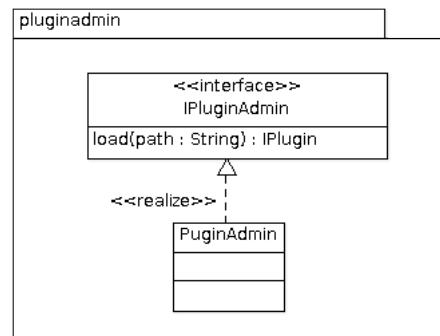 pluginadmin
<<interface>>
IPluginAdmin
load(path : String) : IPlugin
<<realize>>
PuginAdmin